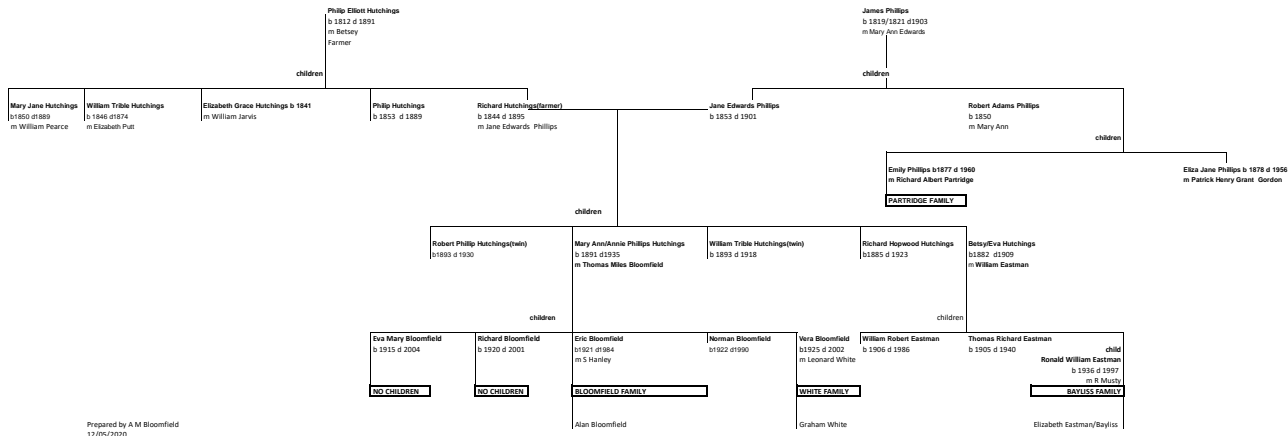 Philip Elliott Hutchings
b 1812 d 1891
m Betsey
Farmer
children
James Phillips
b 1819/1821 d1903
m Mary Ann Edwards
children
Mary Jane Hutchings
b1850 d1889
m William Pearce
William Trible Hutchings
b 1846 d1874
m Elizabeth Putt
Elizabeth Grace Hutchings b 1841
m William Jarvis
Philip Hutchings
b 1853 d 1889
Richard Hutchings(farmer)
b 1844 d 1895
m Jane Edwards Phillips
Jane Edwards Phillips
b 1853 d 1901
Robert Adams Phillips
b 1850
m Mary Ann
children
Emily Phillips b1877 d 1960
m Richard Albert Partridge
PARTRIDGE FAMILY
Eliza Jane Phillips b 1878 d 1956
m Patrick Henry Grant Gordon
children
Robert Phillip Hutchings(twin)
b1893 d 1930
Mary Ann/Annie Phillips Hutchings
b 1891 d1935
m Thomas Miles Bloomfield
William Trible Hutchings(twin)
b 1893 d 1918
Richard Hopwood Hutchings
b1885 d 1923
Betsy/Eva Hutchings
b1882 d1909
m William Eastman
children
children
Eva Mary Bloomfield
b 1915 d 2004
NO CHILDREN
Richard Bloomfield
b 1920 d 2001
NO CHILDREN
Eric Bloomfield
b1921 d1984
m S Hanley
BLOOMFIELD FAMILY
Alan Bloomfield
Norman Bloomfield
b1922 d1990
Vera Bloomfield
b1925 d 2002
m Leonard White
WHITE FAMILY
Graham White
William Robert Eastman
b 1906 d 1986
Thomas Richard Eastman
b 1905 d 1940
child
Ronald William Eastman
b 1936 d 1997
m R Musty
BAYLISS FAMILY
Elizabeth Eastman/Bayliss
Prepared by A M Bloomfield
12/05/2020